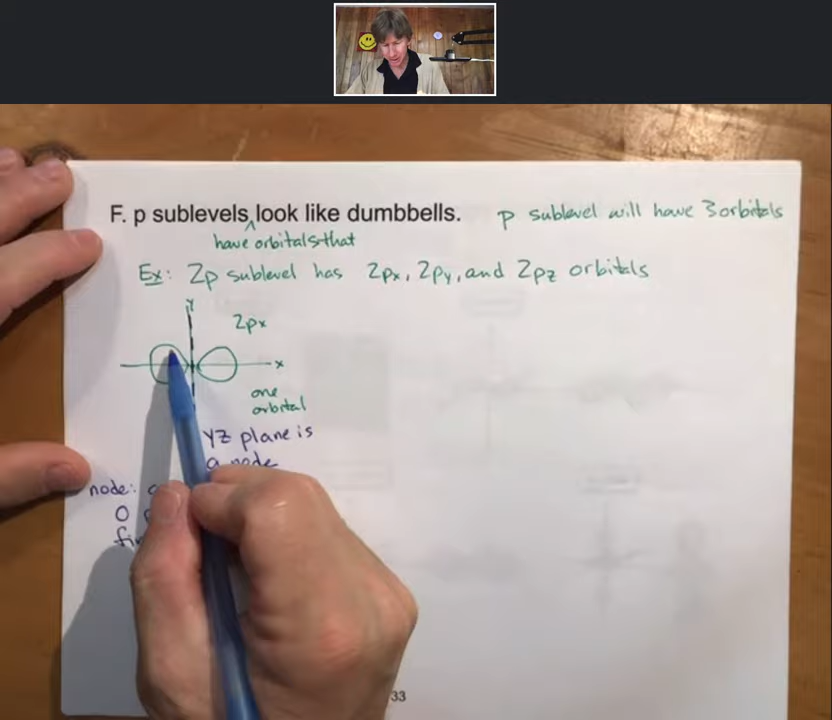 F. p sublevels look like dumbbells. p sublevel will have 3 orbitals
^
have orbitals that
Ex: 2p sublevel has 2px, 2py, and 2pz orbitals
Y
2px
x
one
orbital
YZ plane is
a node
node:
0
33